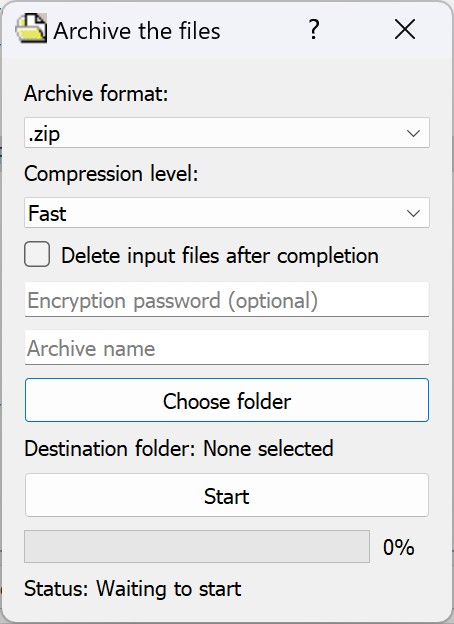 Archive the files ?
Archive format:
.zip
Compression level:
Fast
Delete input files after completion
Encryption password (optional)
Archive name
Choose folder
Destination folder: None selected
Start
0%
Status: Waiting to start